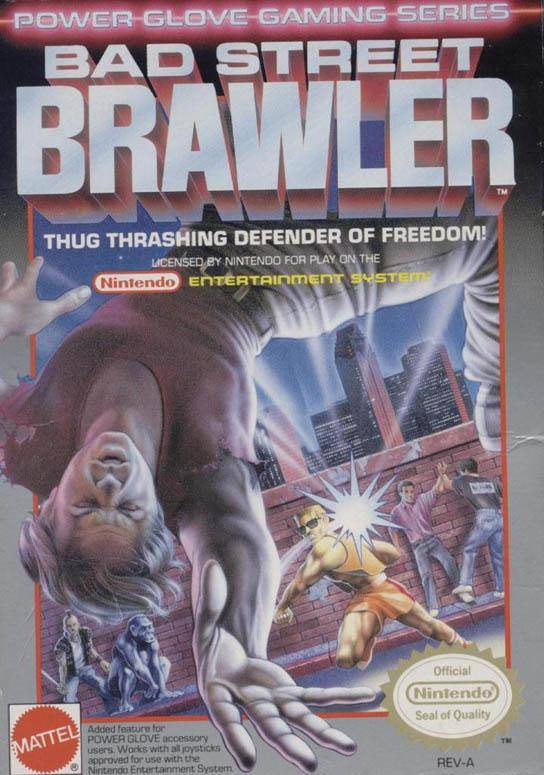 POWER GLOVE GAMING SERIES
BAD STREET
BRAWLER
TM
THUG THRASHING DEFENDER OF FREEDOM!
LICENSED BY NINTENDO FOR PLAY ON THE
Nintendo ENTERTAINMENT SYSTEM
Official
Nintendo®
Seal of Quality
TM
MATTEL
®
Added feature for
POWER GLOVE accessory
users. Works with all joysticks
approved for use with the
Nintendo Entertainment System.
REV-A